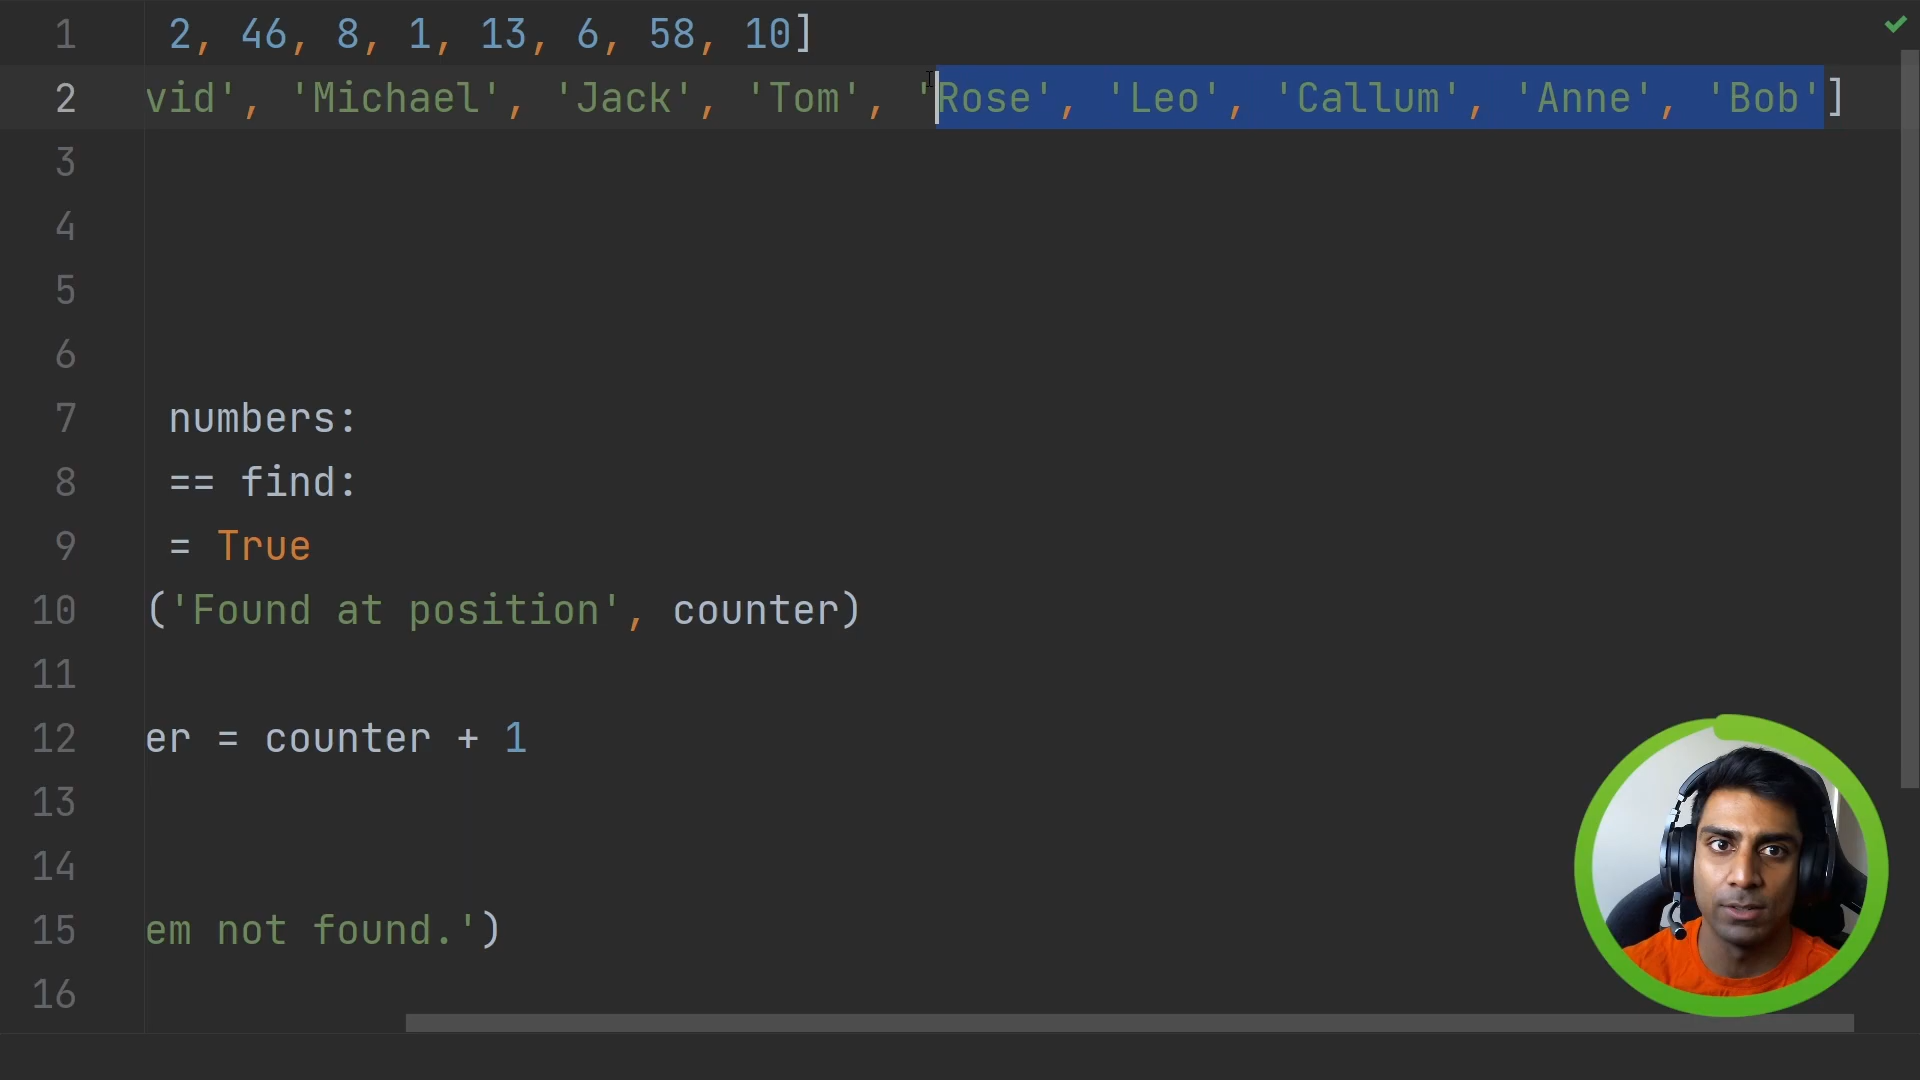 1 2, 46, 8, 1, 13, 6, 58, 10]
2 vid', 'Michael', 'Jack', 'Tom', 'Rose', 'Leo', 'Callum', 'Anne', 'Bob']
3
4
5
6
7 numbers:
8 == find:
9 = True
10 ('Found at position', counter)
11
12 er = counter + 1
13
14
15 em not found.')
16